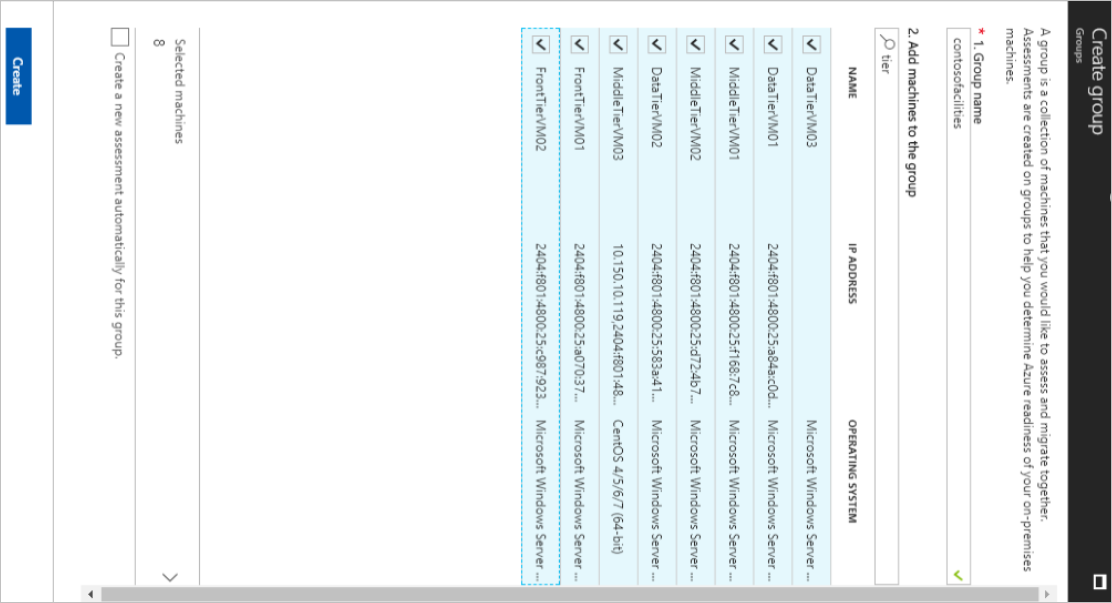 Create group
Groups
A group is a collection of machines that you would like to assess and migrate together.
Assessments are created on groups to help you determine Azure readiness of your on-premises
machines.
* 1. Group name
contosofacilities
2. Add machines to the group
tier
NAME IP ADDRESS OPERATING SYSTEM
DataTierVM03 Microsoft Windows Server ...
DataTierVM01 2404:f801:4800:25:a84a:c0d... Microsoft Windows Server ...
MiddleTierVM01 2404:f801:4800:25:f168:7c8... Microsoft Windows Server ...
MiddleTierVM02 2404:f801:4800:25:d72:4b7... Microsoft Windows Server ...
DataTierVM02 2404:f801:4800:25:583a:41... Microsoft Windows Server ...
MiddleTierVM03 10.150.10.119,2404:f801:48... CentOS 4/5/6/7 (64-bit)
FrontTierVM01 2404:f801:4800:25:a070:37... Microsoft Windows Server ...
FrontTierVM02 2404:f801:4800:25:c987:923... Microsoft Windows Server ...
Selected machines
8
Create a new assessment automatically for this group.
Create